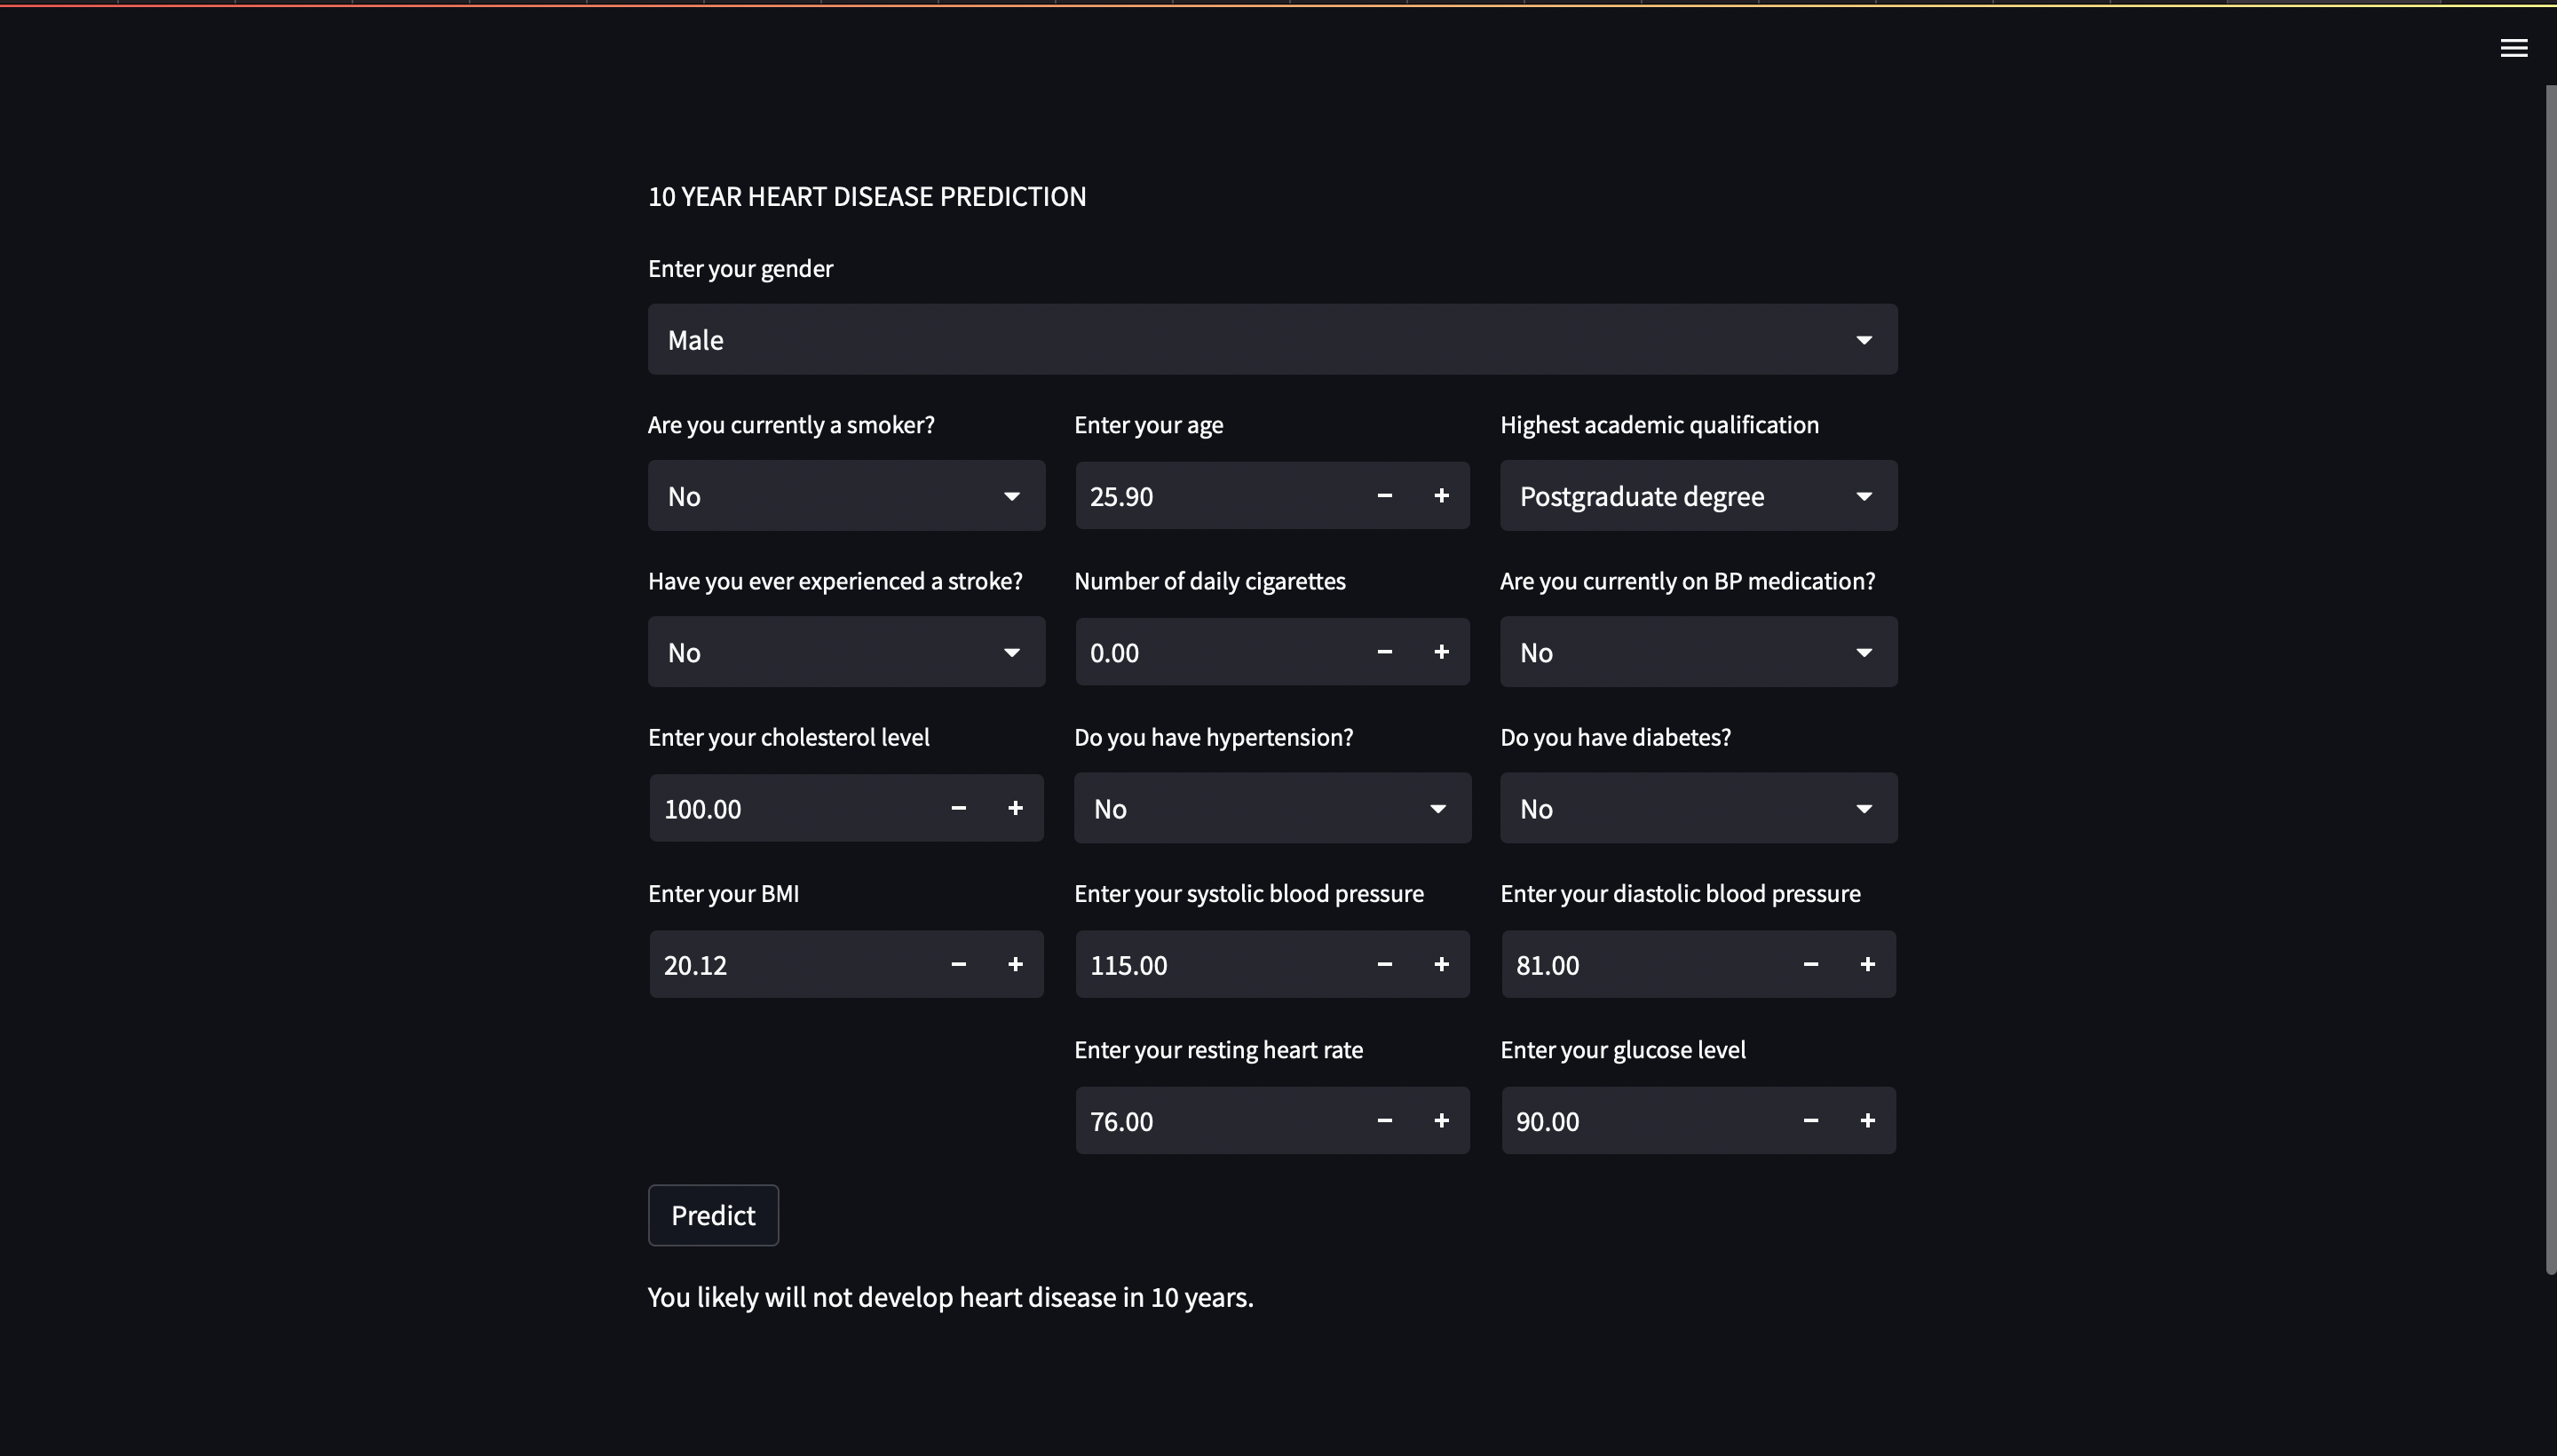 10 YEAR HEART DISEASE PREDICTION
Enter your gender
Male
Are you currently a smoker? Enter your age Highest academic qualification
No 25.90 Postgraduate degree
Have you ever experienced a stroke? Number of daily cigarettes Are you currently on BP medication?
No 0.00 No
Enter your cholesterol level Do you have hypertension? Do you have diabetes?
100.00 No No
Enter your BMI Enter your systolic blood pressure Enter your diastolic blood pressure
20.12 115.00 81.00
Enter your resting heart rate Enter your glucose level
76.00 90.00
Predict
You likely will not develop heart disease in 10 years.